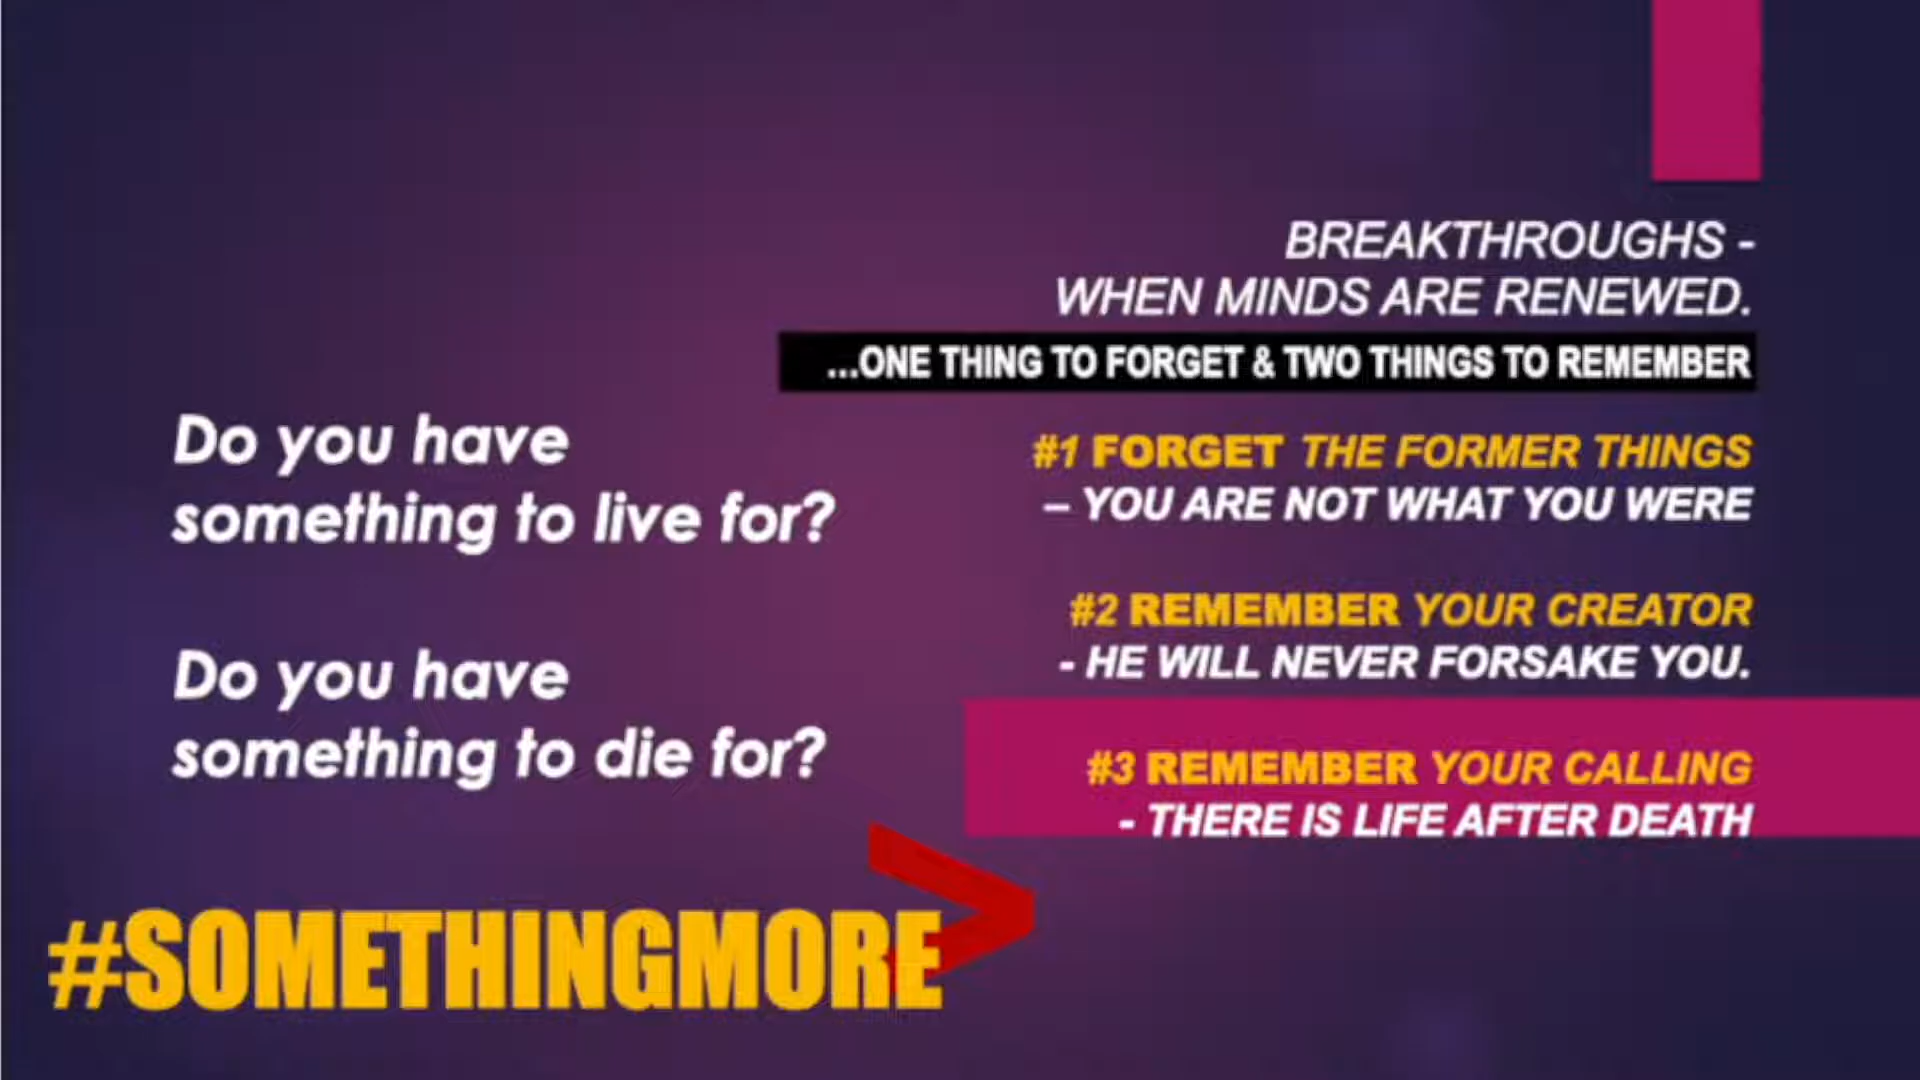 BREAKTHROUGHS -
WHEN MINDS ARE RENEWED.
...ONE THING TO FORGET & TWO THINGS TO REMEMBER
Do you have
something to live for?
Do you have
something to die for?
#1 FORGET THE FORMER THINGS
– YOU ARE NOT WHAT YOU WERE
#2 REMEMBER YOUR CREATOR
- HE WILL NEVER FORSAKE YOU.
#3 REMEMBER YOUR CALLING
- THERE IS LIFE AFTER DEATH
#SOMETHINGMORE >